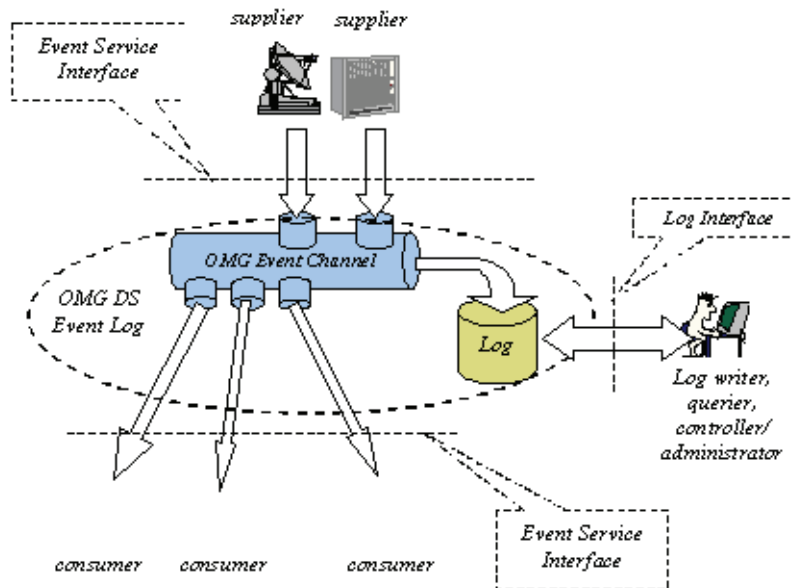 supplier
supplier
Event Service
Interface
Log Interface
OMG Event Channel
OMG DS
Event Log
Log
Log writer,
querier,
controller/
administrator
Event Service
Interface
consumer
consumer
consumer